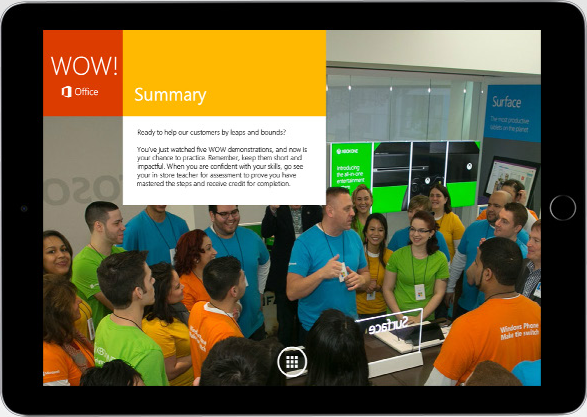 WOW!
Office
Summary
Ready to help our customers by leaps and bounds?
You've just watched five WOW demonstrations, and now is
your chance to practice. Remember, keep them short and
impactful. When you are confident with your skills, go see
your in store teacher for assessment to prove you have
mastered the steps and receive credit for completion.
Surface
The most productive
tablets on the planet
XBOX ONE
Introducing
the all-in-one
entertainment
Surface
Windows Phone